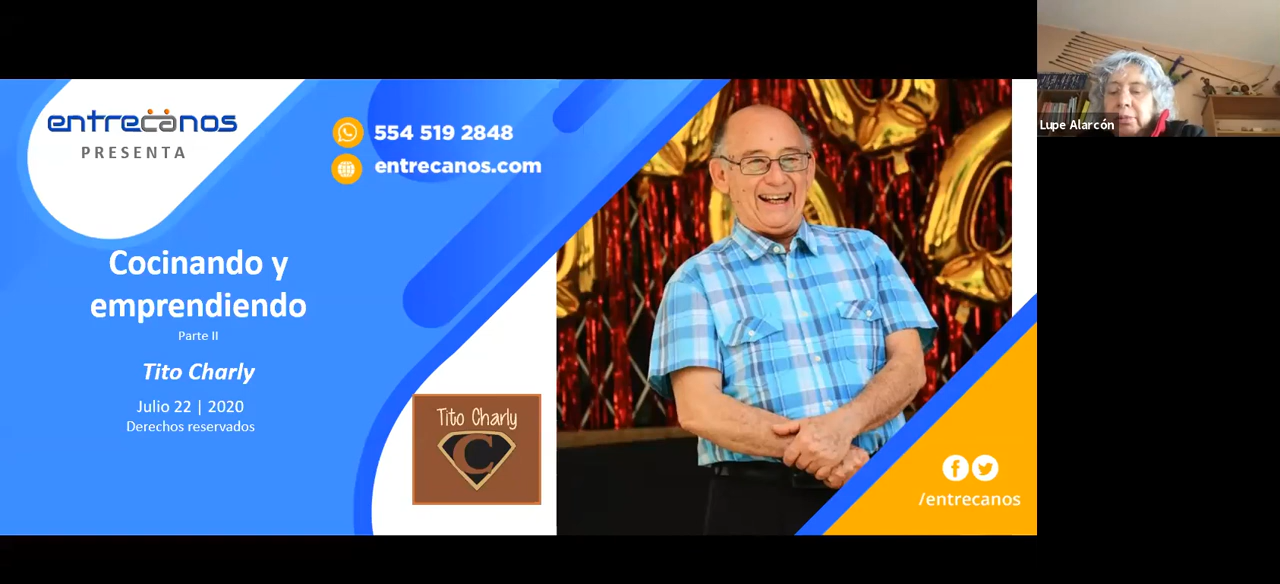 entrecanos
PRESENTA
554 519 2848
entrecanos.com
Cocinando y
emprendiendo
Parte II
Tito Charly
Julio 22 | 2020
Derechos reservados
Tito Charly
C
/entrecanos
Lupe Alarcón